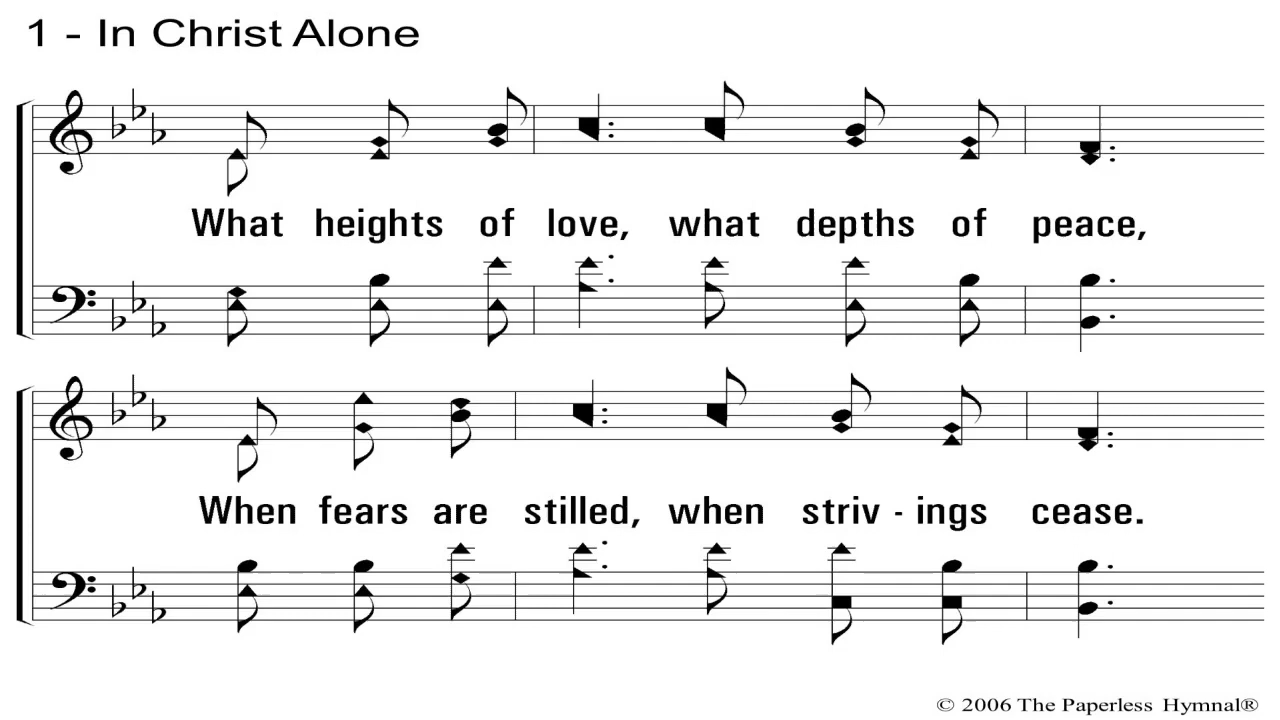 1 - In Christ Alone
What heights of love, what depths of peace,
When fears are stilled, when striv - ings cease.
© 2006 The Paperless Hymnal®